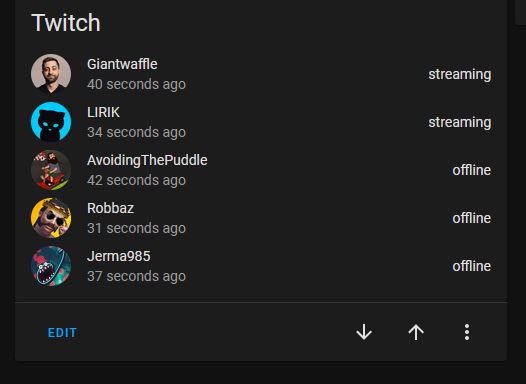 Twitch
Giantwaffle
40 seconds ago
streaming
LIRIK
34 seconds ago
streaming
AvoidingThePuddle
42 seconds ago
offline
Robbaz
31 seconds ago
offline
Jerma985
37 seconds ago
offline
EDIT